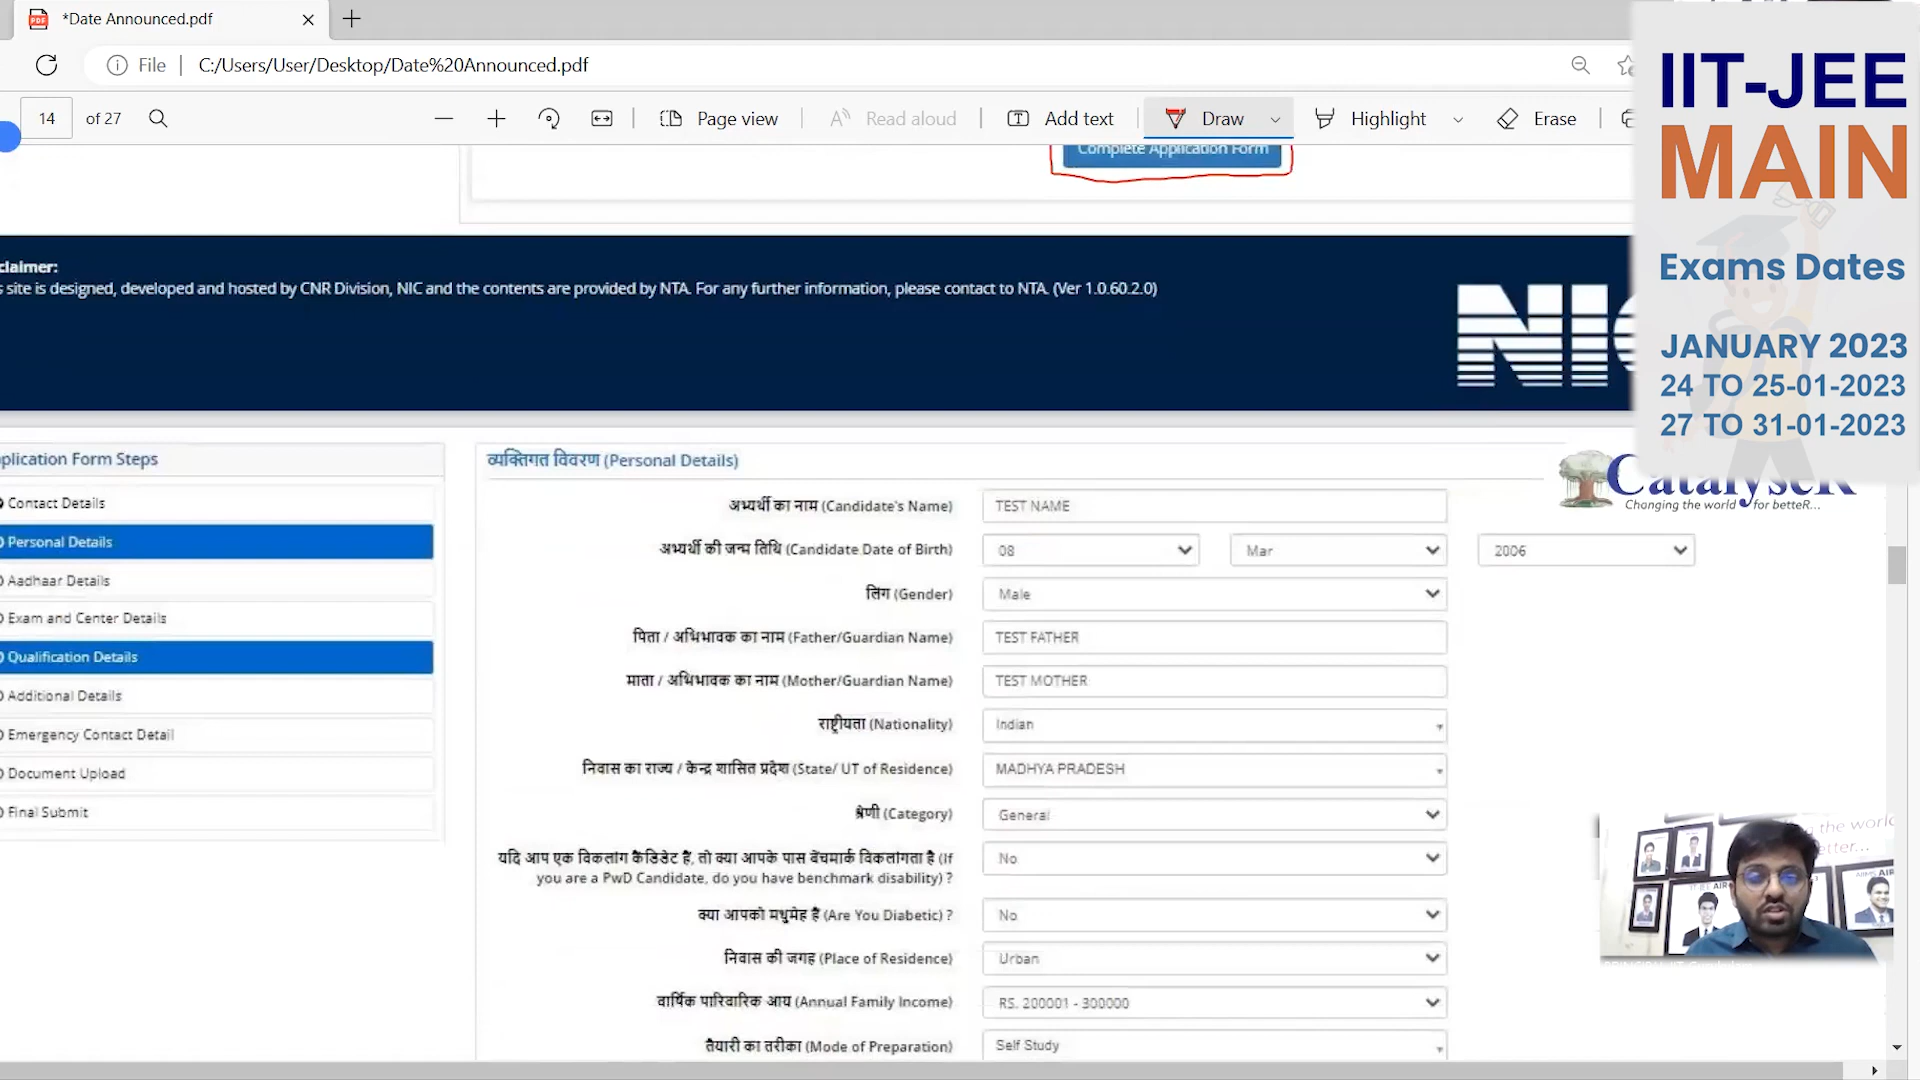 *Date Announced.pdf
File
C:/Users/User/Desktop/Date%20Announced.pdf
14 of 27
Page view
Read aloud
Add text
Draw
Highlight
Erase
Complete Application Form
IIT-JEE
MAIN
Exams Dates
JANUARY 2023
24 TO 25-01-2023
27 TO 31-01-2023
claimer:
s site is designed, developed and hosted by CNR Division, NIC and the contents are provided by NTA. For any further information, please contact to NTA. (Ver 1.0.60.2.0)
NIC
CatalyseR
Changing the world for betteR...
plication Form Steps
Contact Details
Personal Details
Aadhaar Details
Exam and Center Details
Qualification Details
Additional Details
Emergency Contact Detail
Document Upload
Final Submit
व्यक्तिगत विवरण (Personal Details)
अभ्यर्थी का नाम (Candidate's Name) TEST NAME
अभ्यर्थी की जन्म तिथि (Candidate Date of Birth) 08 Mar 2006
लिंग (Gender) Male
पिता / अभिभावक का नाम (Father/Guardian Name) TEST FATHER
माता / अभिभावक का नाम (Mother/Guardian Name) TEST MOTHER
राष्ट्रीयता (Nationality) Indian
निवास का राज्य / केन्द्र शासित प्रदेश (State/ UT of Residence) MADHYA PRADESH
श्रेणी (Category) General
यदि आप एक विकलांग कैंडिडेट हैं, तो क्या आपके पास बेंचमार्क विकलांगता है (If
you are a PwD Candidate, do you have benchmark disability) ? No
क्या आपको मधुमेह है (Are You Diabetic) ? No
निवास की जगह (Place of Residence) Urban
वार्षिक पारिवारिक आय (Annual Family Income) RS. 200001 - 300000
तैयारी का तरीका (Mode of Preparation) Self Study
the world
etter...